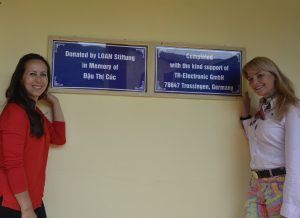 Donated by LOAN Stiftung
in Memory of
Đậu Thị Cúc
Completed
with the kind support of
TR-Electronic GmbH
78647 Trossingen, Germany